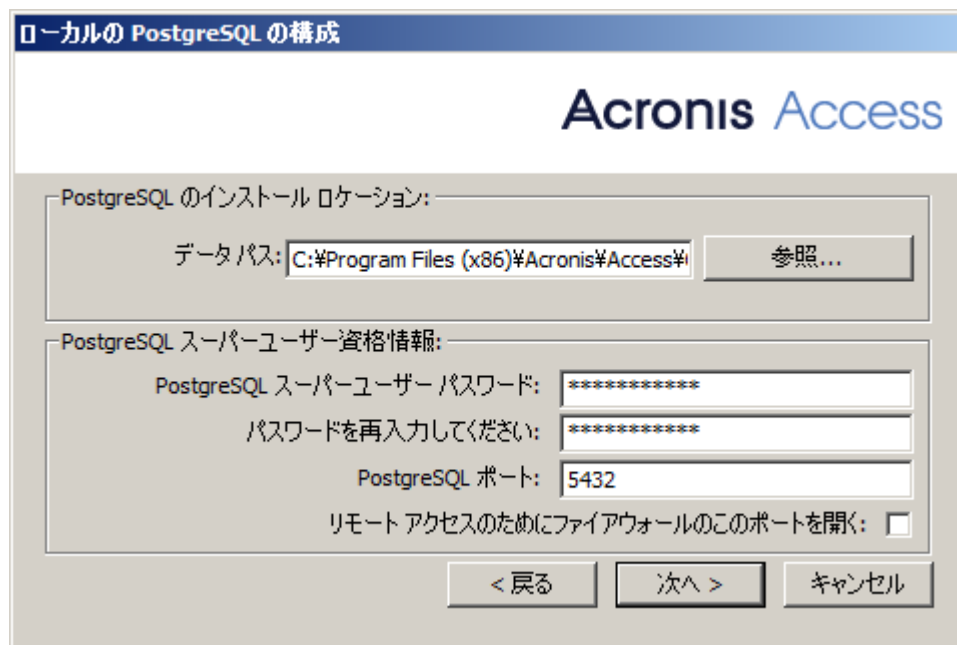 ローカルの PostgreSQL の構成
Acronis Access
PostgreSQL のインストール ロケーション:
データ パス: C:¥Program Files (x86)¥Acronis¥Access¥ 参照...
PostgreSQL スーパーユーザー資格情報:
PostgreSQL スーパーユーザー パスワード: ***********
パスワードを再入力してください: ***********
PostgreSQL ポート: 5432
リモート アクセスのためにファイアウォールのこのポートを開く:
< 戻る 次へ > キャンセル